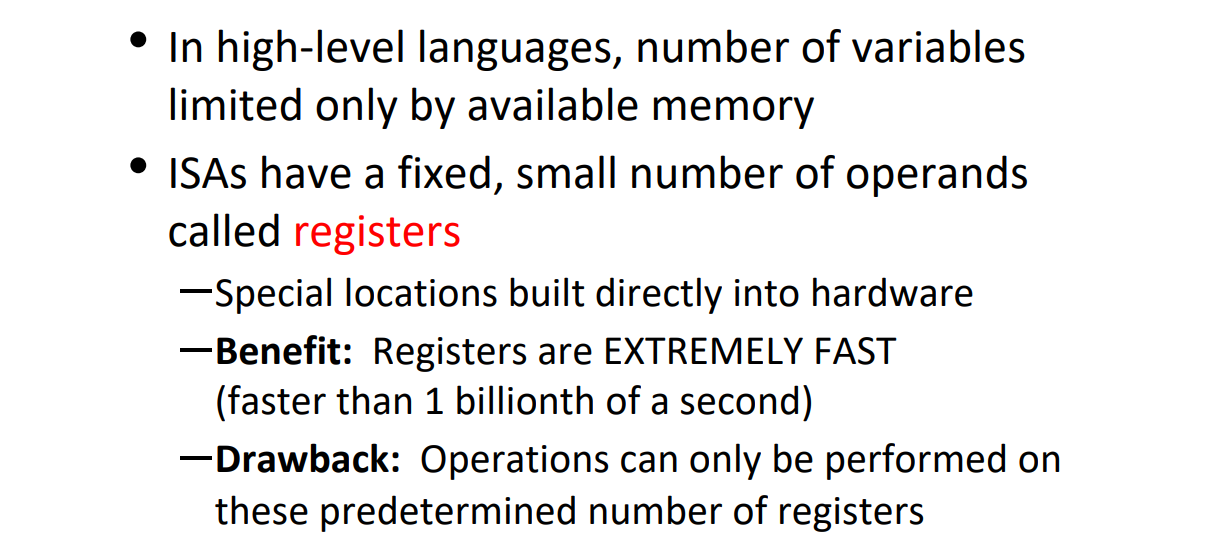 • In high-level languages, number of variables
limited only by available memory
• ISAs have a fixed, small number of operands
called registers
—Special locations built directly into hardware
—Benefit:  Registers are EXTREMELY FAST
(faster than 1 billionth of a second)
—Drawback:  Operations can only be performed on
these predetermined number of registers